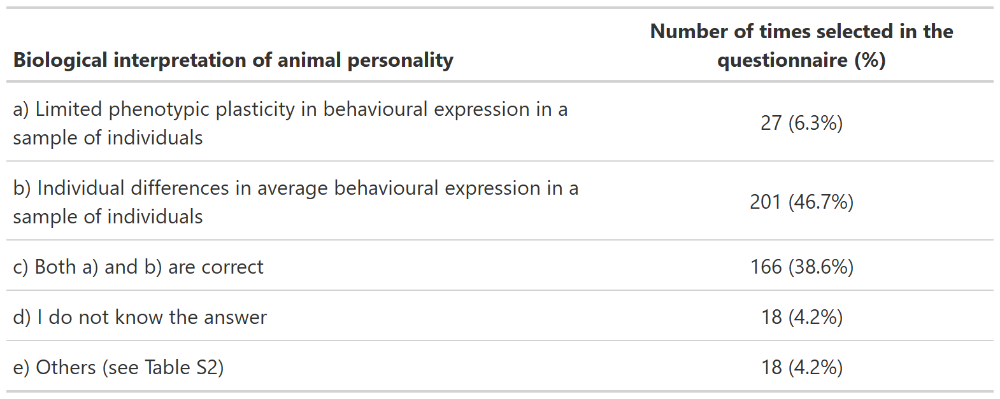 Biological interpretation of animal personality
Number of times selected in the
questionnaire (%)
a) Limited phenotypic plasticity in behavioural expression in a
sample of individuals
27 (6.3%)
b) Individual differences in average behavioural expression in a
sample of individuals
201 (46.7%)
c) Both a) and b) are correct
166 (38.6%)
d) I do not know the answer
18 (4.2%)
e) Others (see Table S2)
18 (4.2%)